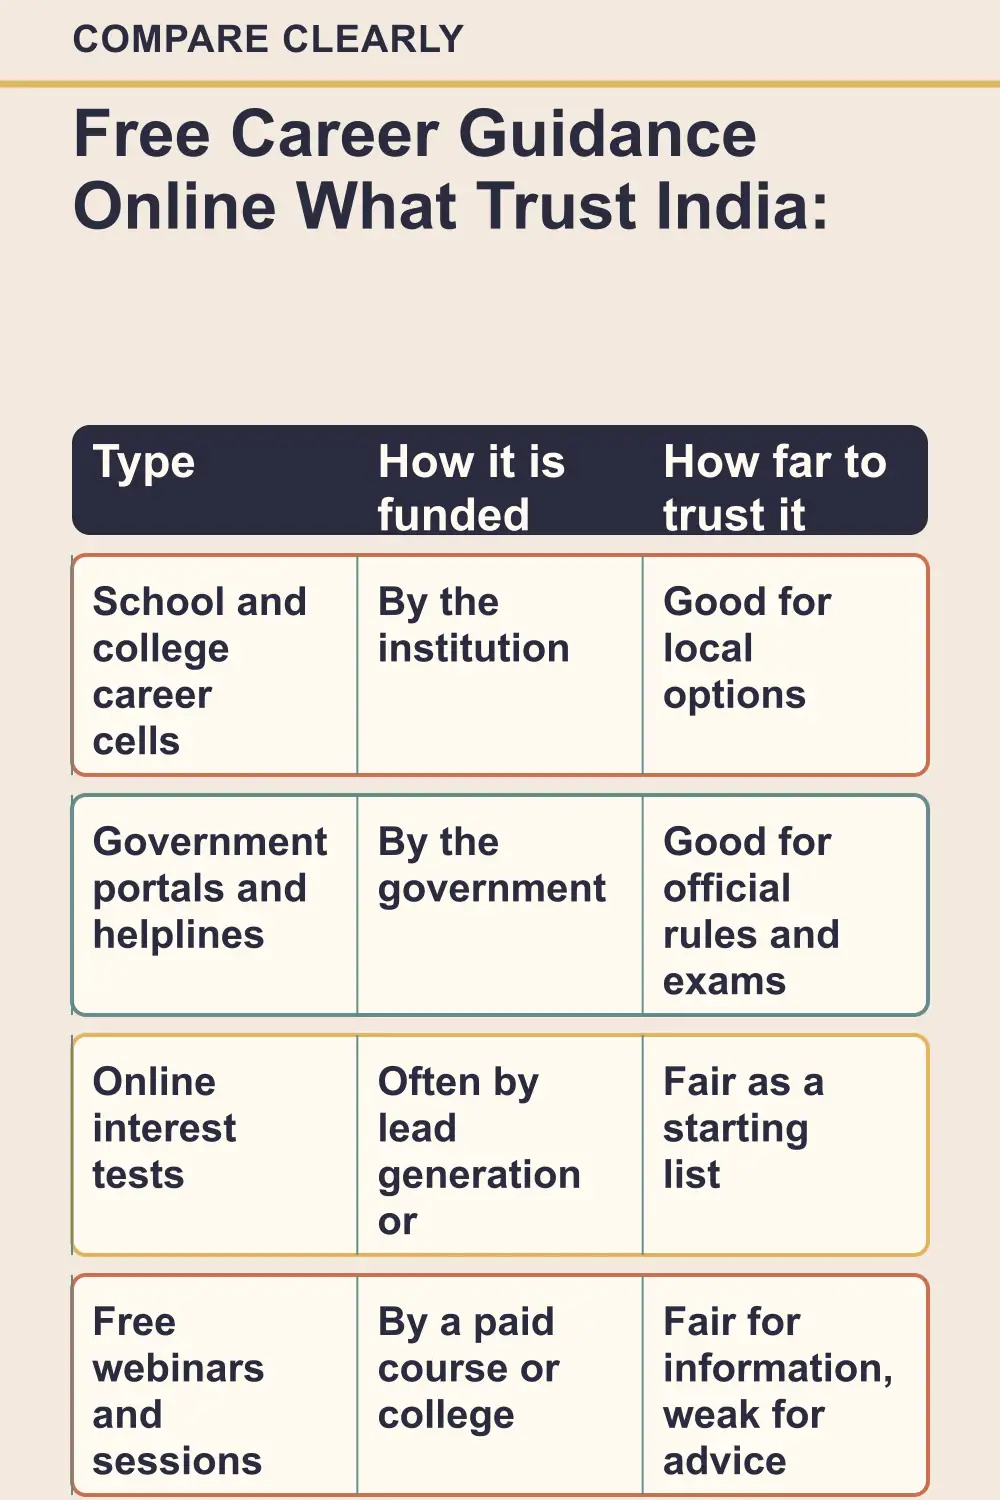 COMPARE CLEARLY
Free Career Guidance
Online What Trust India:
Type
How it is
funded
How far to
trust it
School and
college
career
cells
By the
institution
Good for
local
options
Government
portals and
helplines
By the
government
Good for
official
rules and
exams
Online
interest
tests
Often by
lead
generation
or
Fair as a
starting
list
Free
webinars
and
sessions
By a paid
course or
college
Fair for
information,
weak for
advice